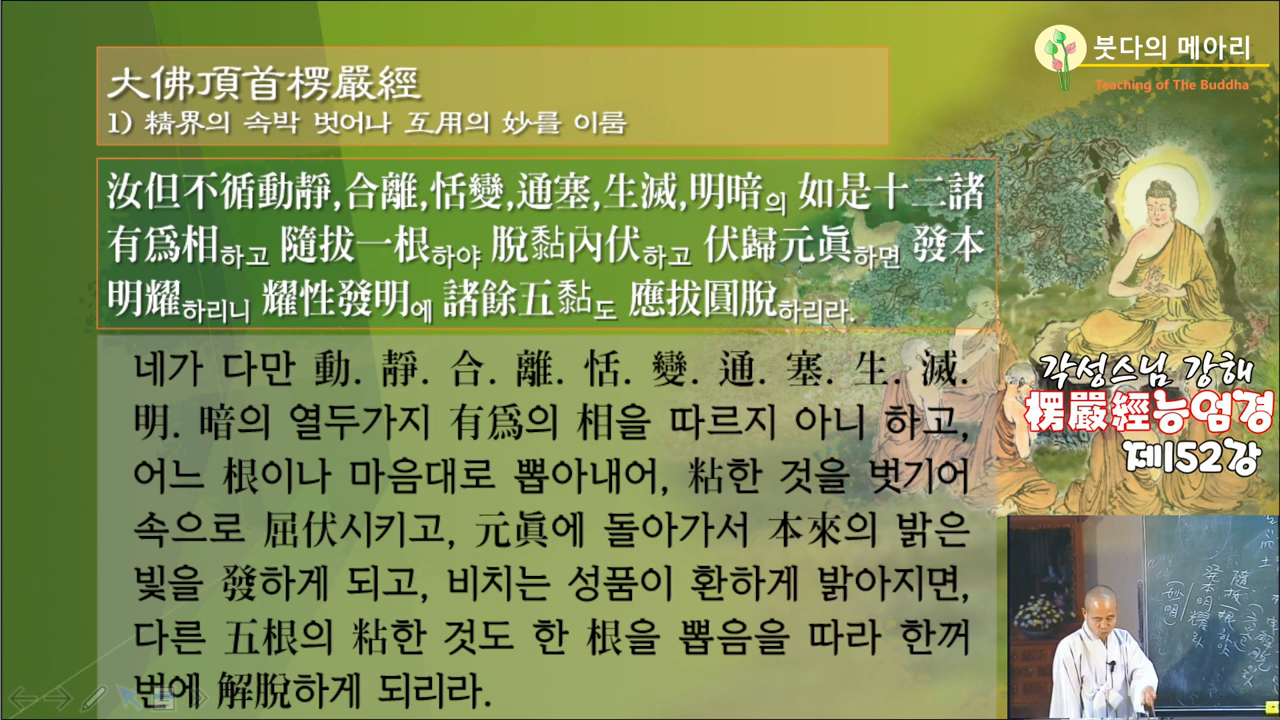 大佛頂首楞嚴經
1) 精界의 속박 벗어나 互用의 妙를 이룸
汝但不循動靜,合離,恬變,通塞,生滅,明暗의 如是十二諸
有爲相하고 隨拔一根하야 脫黏內伏하고 伏歸元眞하면 發本
明耀하리니 耀性發明에 諸餘五黏도 應拔圓脫하리라.
네가 다만 動. 靜. 合. 離. 恬. 變. 通. 塞. 生. 滅.
明. 暗의 열두가지 有爲의 相을 따르지 아니 하고,
어느 根이나 마음대로 뽑아내어, 粘한 것을 벗기어
속으로 屈伏시키고, 元眞에 돌아가서 本來의 밝은
빛을 發하게 되고, 비치는 성품이 환하게 밝아지면,
다른 五根의 粘한 것도 한 根을 뽑음을 따라 한꺼
번에 解脫하게 되리라.
붓다의 메아리
Teaching of The Buddha
각성스님 강해
楞嚴經능엄경
제152강
隨拔一根
發本明耀
妙明